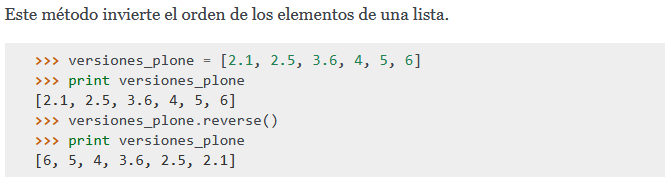 Este método invierte el orden de los elementos de una lista.
>>> versiones_plone = [2.1, 2.5, 3.6, 4, 5, 6]
>>> print versiones_plone
[2.1, 2.5, 3.6, 4, 5, 6]
>>> versiones_plone.reverse()
>>> print versiones_plone
[6, 5, 4, 3.6, 2.5, 2.1]